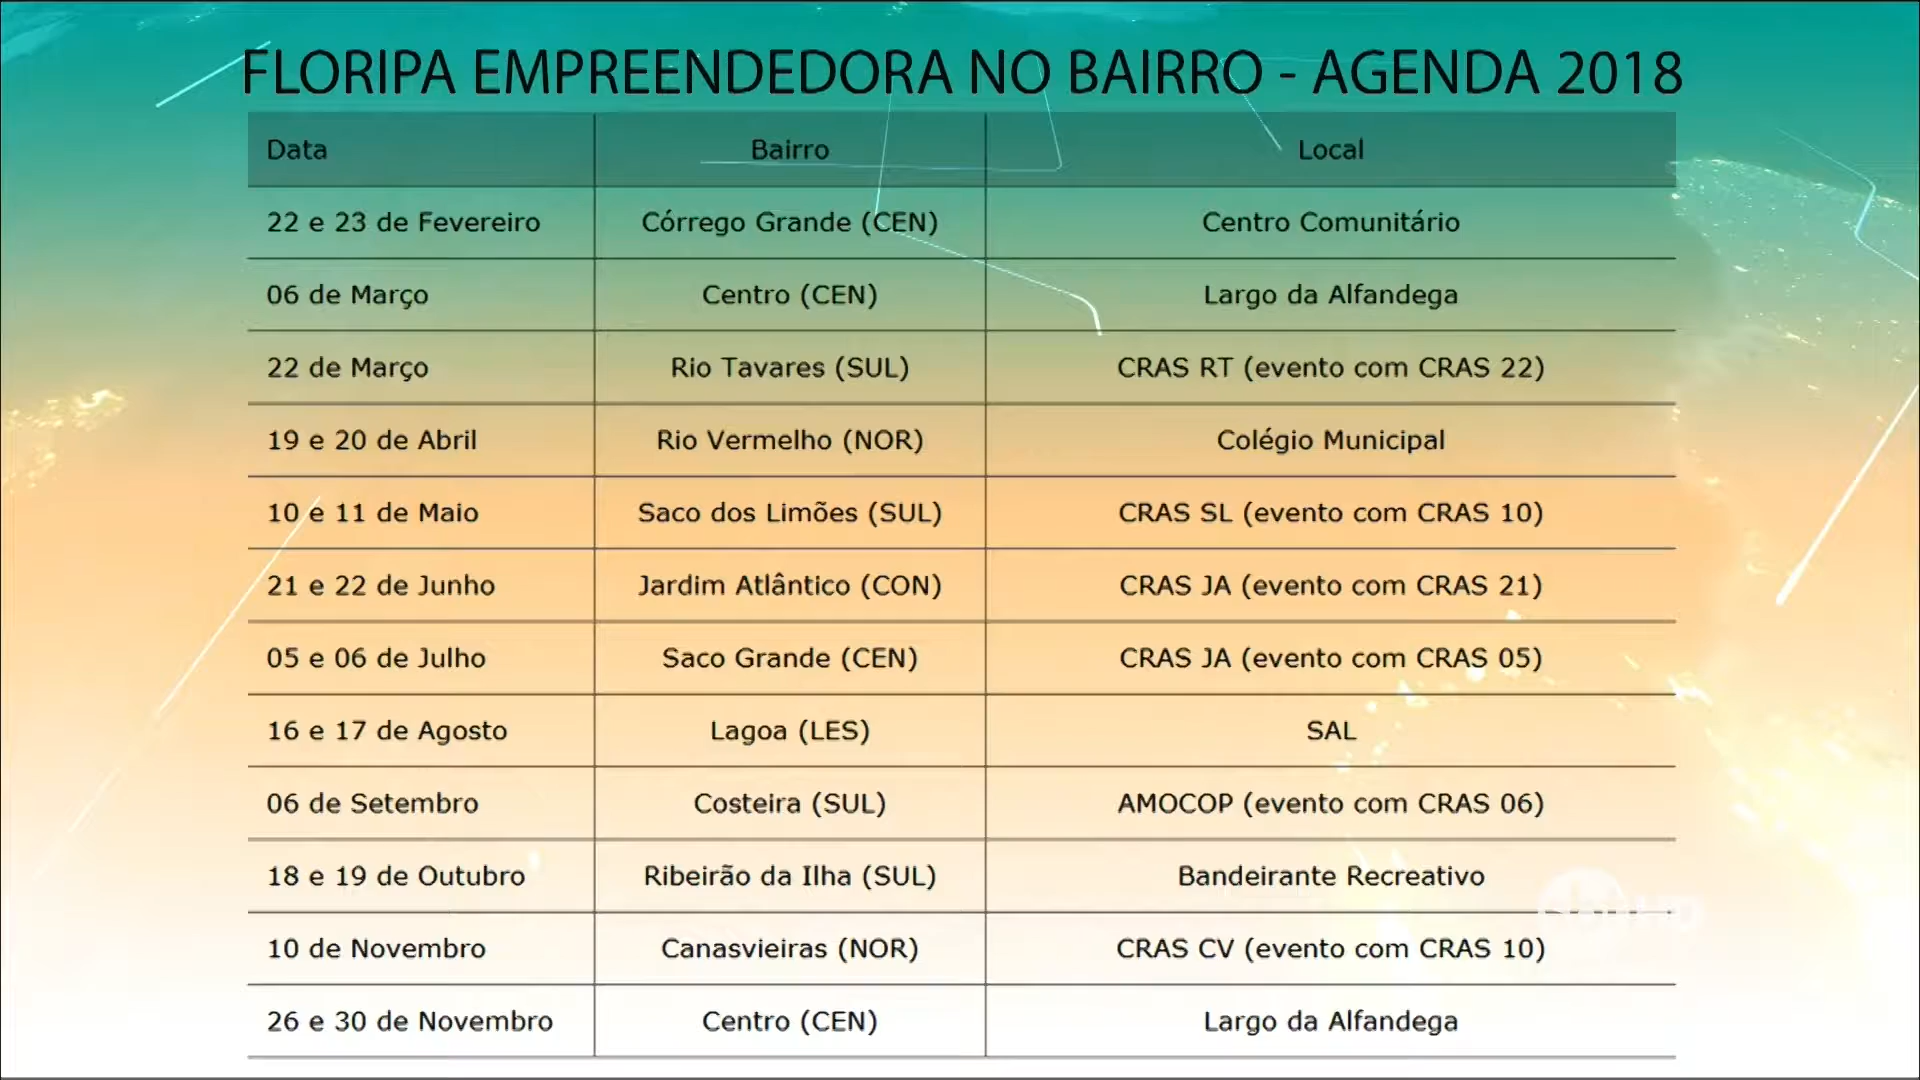 FLORIPA EMPREENDEDORA NO BAIRRO - AGENDA 2018
Data Bairro Local
22 e 23 de Fevereiro Córrego Grande (CEN) Centro Comunitário
06 de Março Centro (CEN) Largo da Alfandega
22 de Março Rio Tavares (SUL) CRAS RT (evento com CRAS 22)
19 e 20 de Abril Rio Vermelho (NOR) Colégio Municipal
10 e 11 de Maio Saco dos Limões (SUL) CRAS SL (evento com CRAS 10)
21 e 22 de Junho Jardim Atlântico (CON) CRAS JA (evento com CRAS 21)
05 e 06 de Julho Saco Grande (CEN) CRAS JA (evento com CRAS 05)
16 e 17 de Agosto Lagoa (LES) SAL
06 de Setembro Costeira (SUL) AMOCOP (evento com CRAS 06)
18 e 19 de Outubro Ribeirão da Ilha (SUL) Bandeirante Recreativo
10 de Novembro Canasvieiras (NOR) CRAS CV (evento com CRAS 10)
26 e 30 de Novembro Centro (CEN) Largo da Alfandega